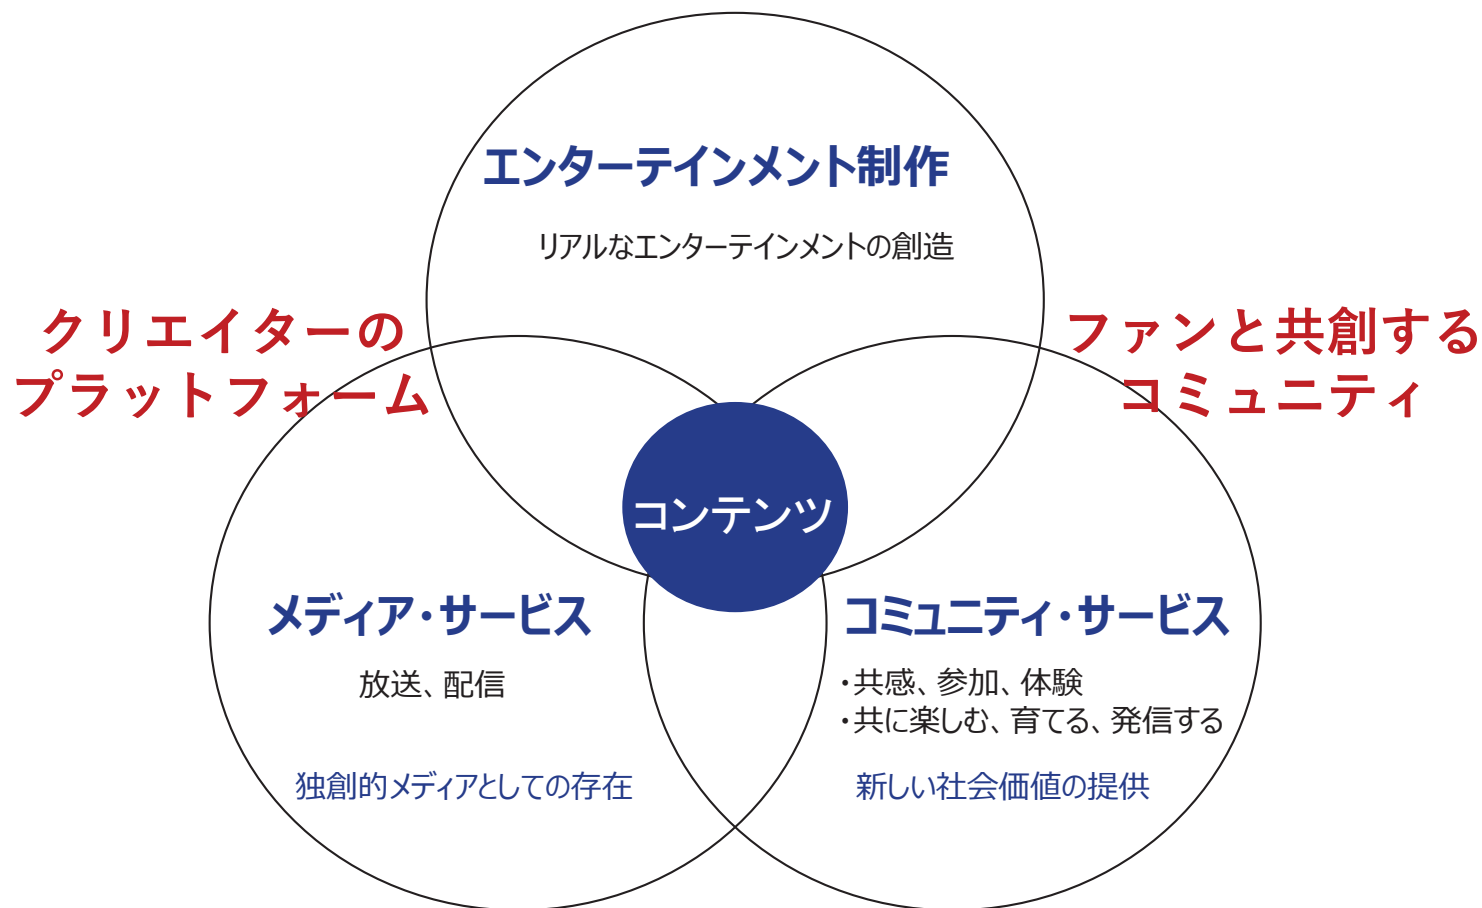 エンターテインメント制作
リアルなエンターテインメントの創造
クリエイターの
プラットフォーム
ファンと共創する
コミュニティ
コンテンツ
メディア・サービス
放送、配信
独創的メディアとしての存在
コミュニティ・サービス
・共感、参加、体験
・共に楽しむ、育てる、発信する
新しい社会価値の提供